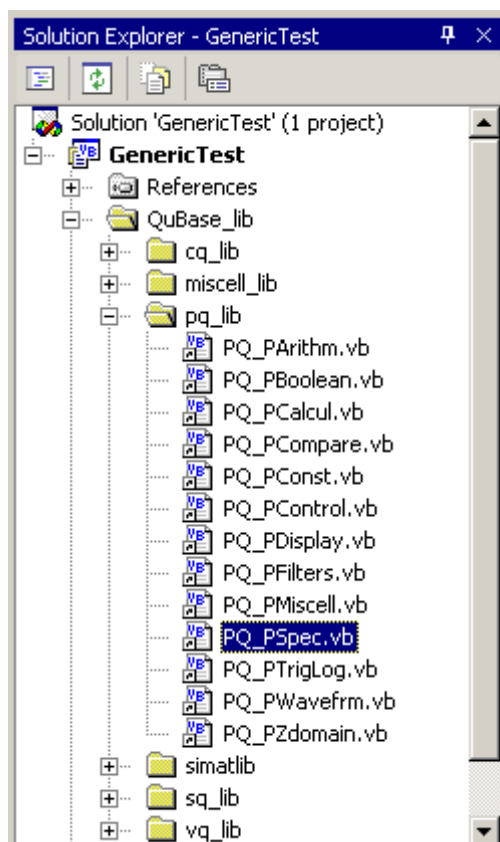 Solution Explorer - GenericTest
Solution 'GenericTest' (1 project)
GenericTest
References
QuBase_lib
cq_lib
miscell_lib
pq_lib
PQ_PArithm.vb
PQ_PBoolean.vb
PQ_PCalcul.vb
PQ_PCompare.vb
PQ_PConst.vb
PQ_PControl.vb
PQ_PDisplay.vb
PQ_PFilters.vb
PQ_PMiscell.vb
PQ_PSpec.vb
PQ_PTrigLog.vb
PQ_PWavefrm.vb
PQ_PZdomain.vb
simatlib
sq_lib
vq_lib